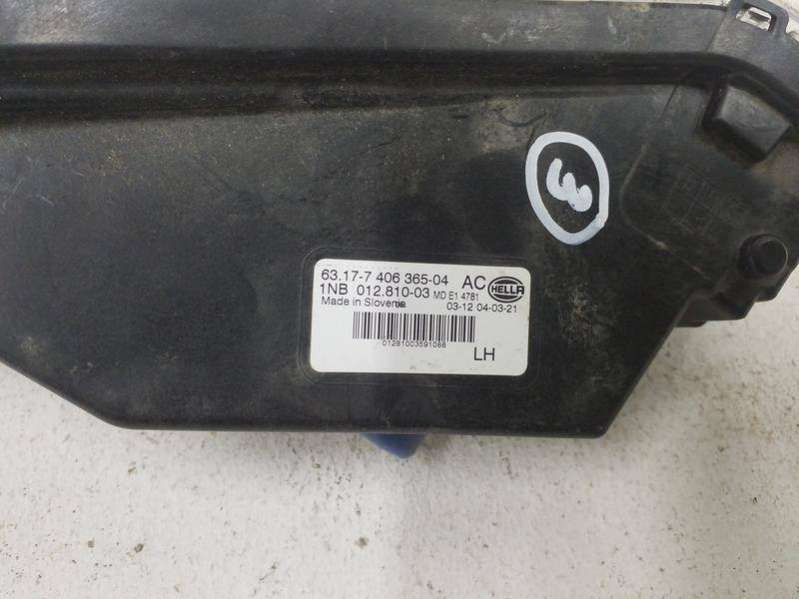 3
63.17-7 406 365-04 AC HELLA
1NB 012.810-03 MD E1 4781
Made in Slovenia 03-12 04-03-21
01281003591066
LH